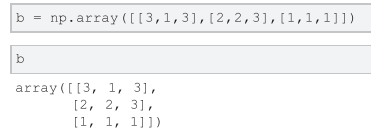 b = np.array([[3,1,3],[2,2,3],[1,1,1]])
b
array([[3, 1, 3],
       [2, 2, 3],
       [1, 1, 1]])